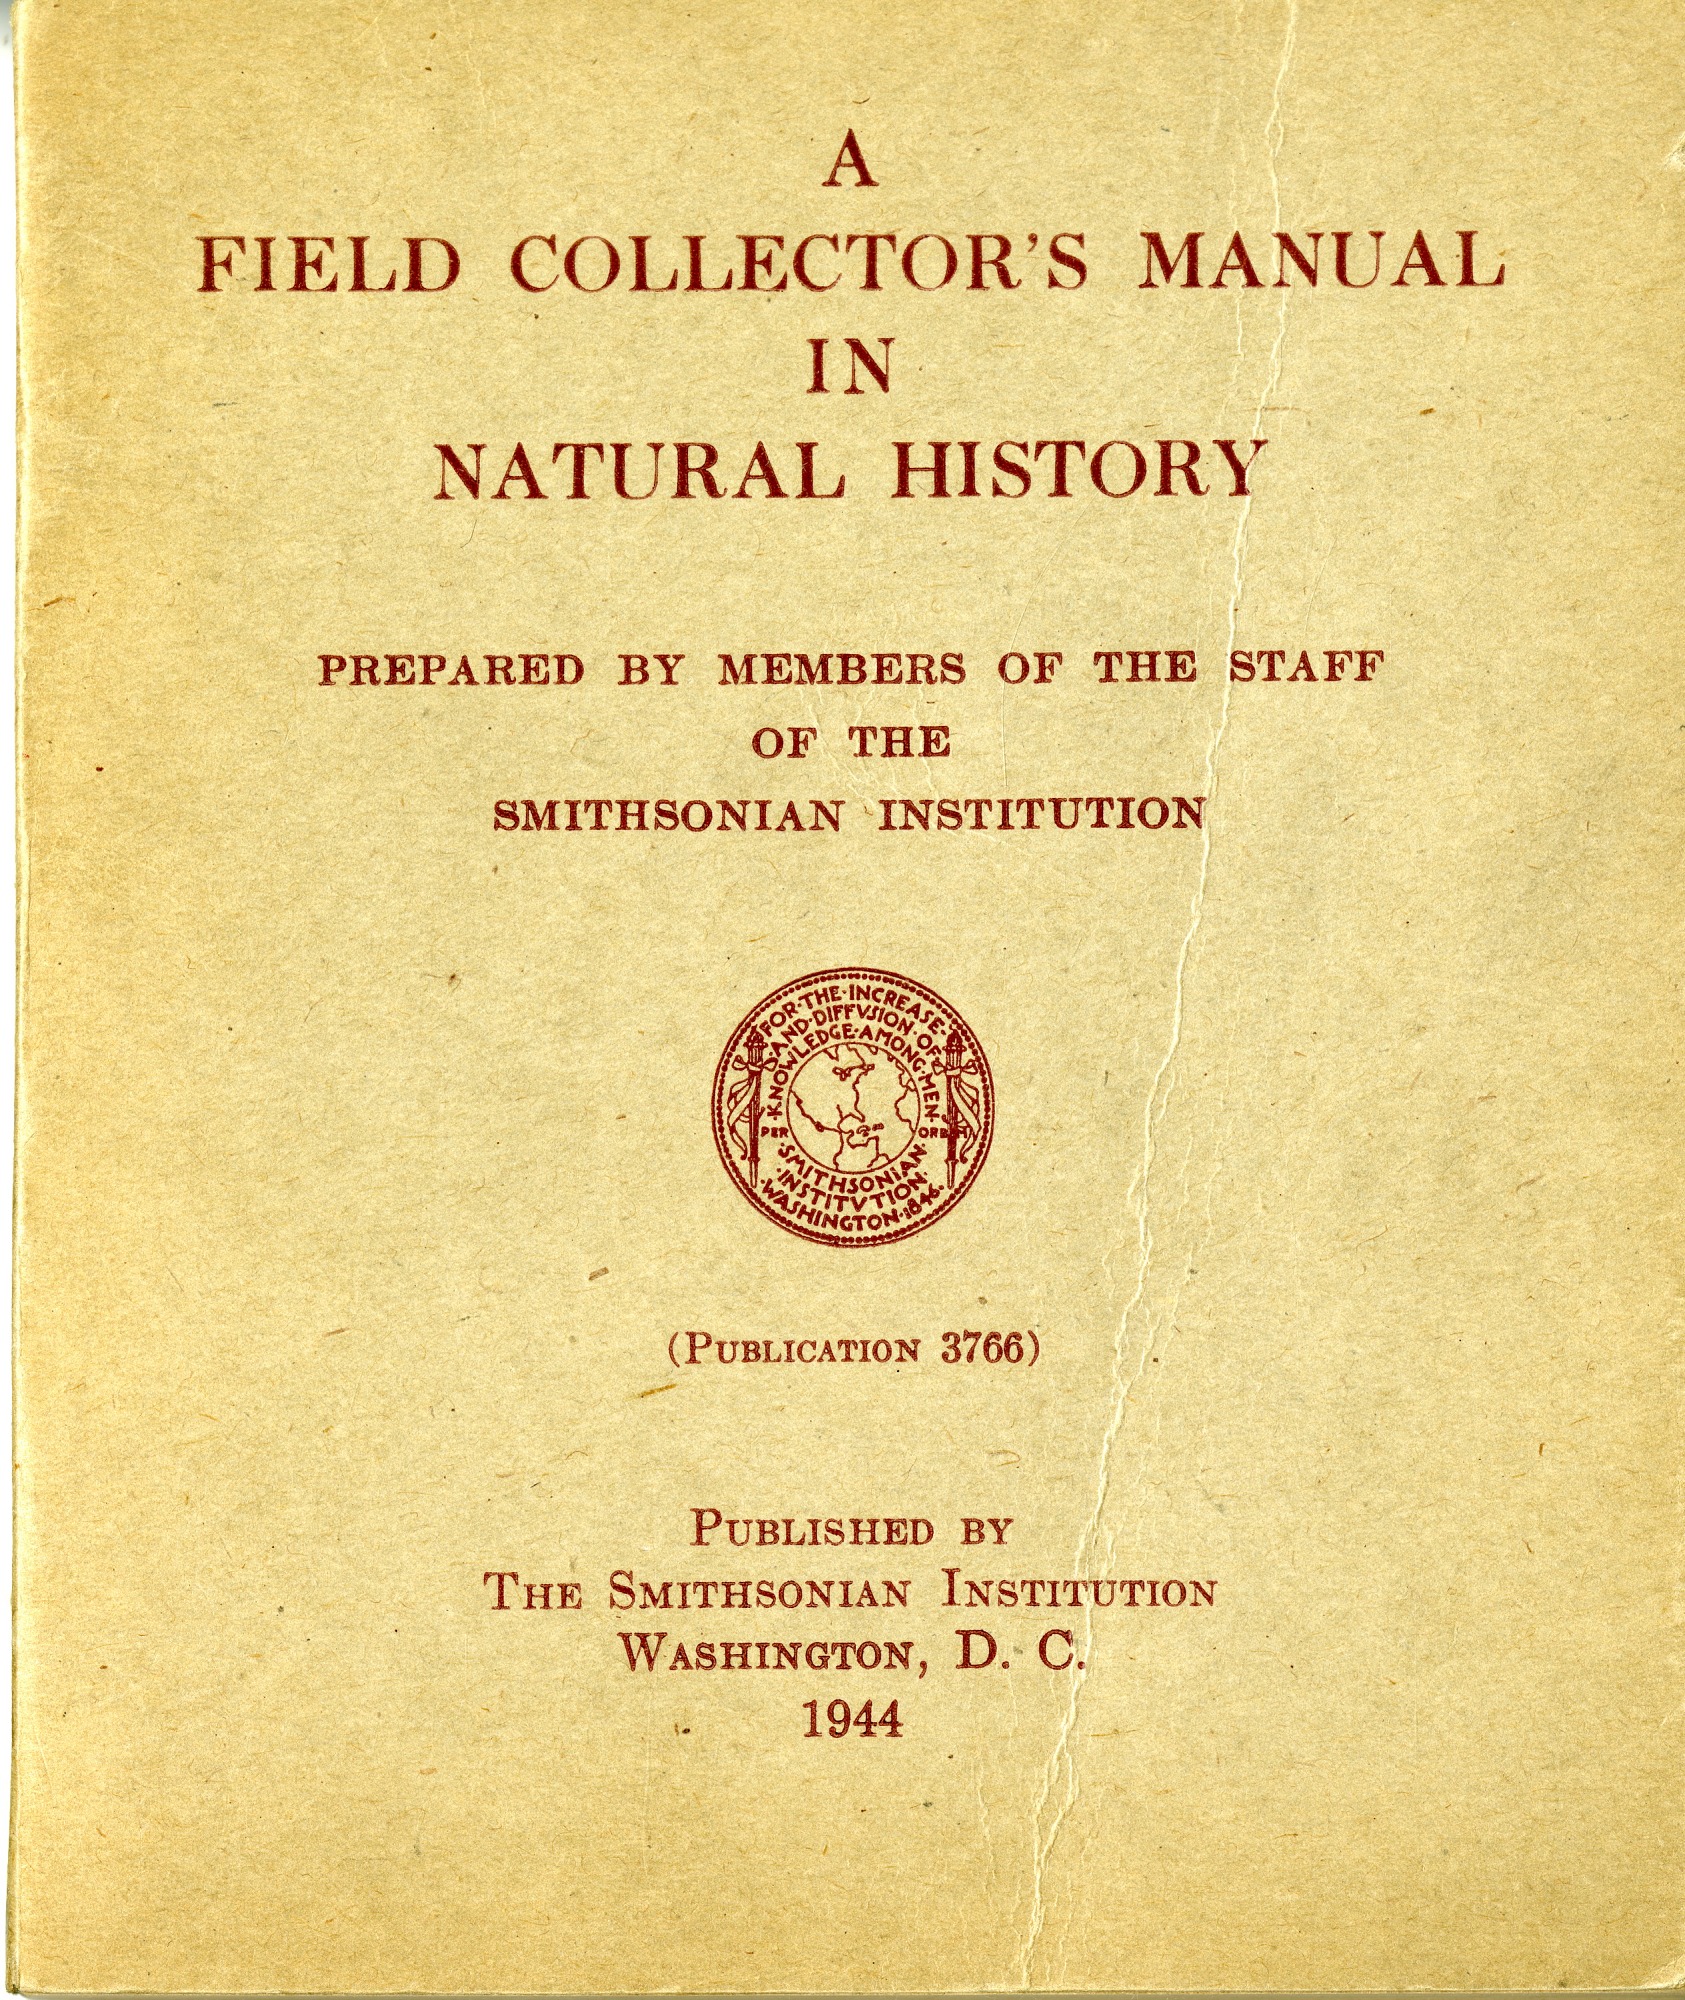 A
FIELD COLLECTOR'S MANUAL
IN
NATURAL HISTORY
PREPARED BY MEMBERS OF THE STAFF
OF THE
SMITHSONIAN INSTITUTION
FOR·THE·INCREASE·
·AND·DIFFVSION·OF
·KNOWLEDGE·AMONG·MEN·
PER ORBEM
·SMITHSONIAN·
·INSTITVTION·
·WASHINGTON·1846·
(PUBLICATION 3766)
PUBLISHED BY
THE SMITHSONIAN INSTITUTION
WASHINGTON, D. C.
1944